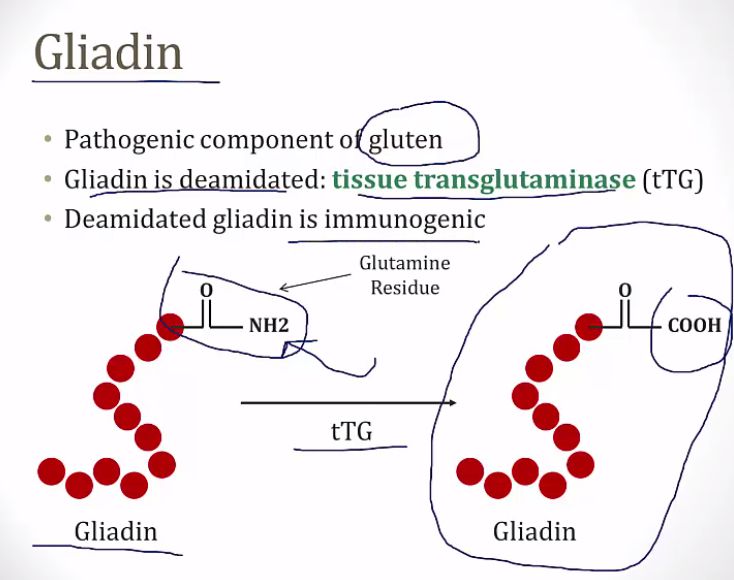 Gliadin
• Pathogenic component of gluten
• Gliadin is deamidated: tissue transglutaminase (tTG)
• Deamidated gliadin is immunogenic
Glutamine
Residue
O
NH2
O
COOH
tTG
Gliadin
Gliadin